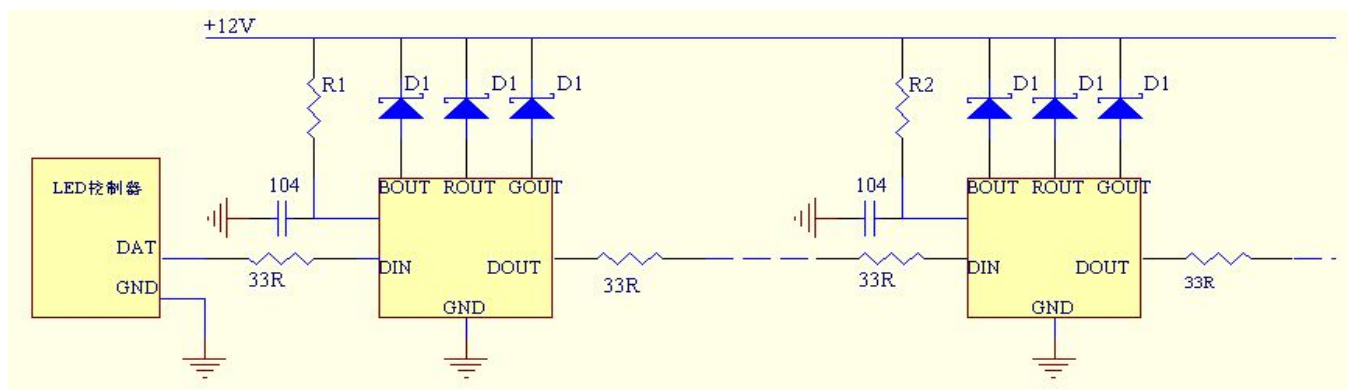 +12V
R1
D1
D1
D1
R2
D1
D1
D1
LED控制器
104
BOUT
ROUT
GOUT
104
BOUT
ROUT
GOUT
DAT
DIN
DOUT
DIN
DOUT
GND
33R
33R
33R
33R
GND
GND